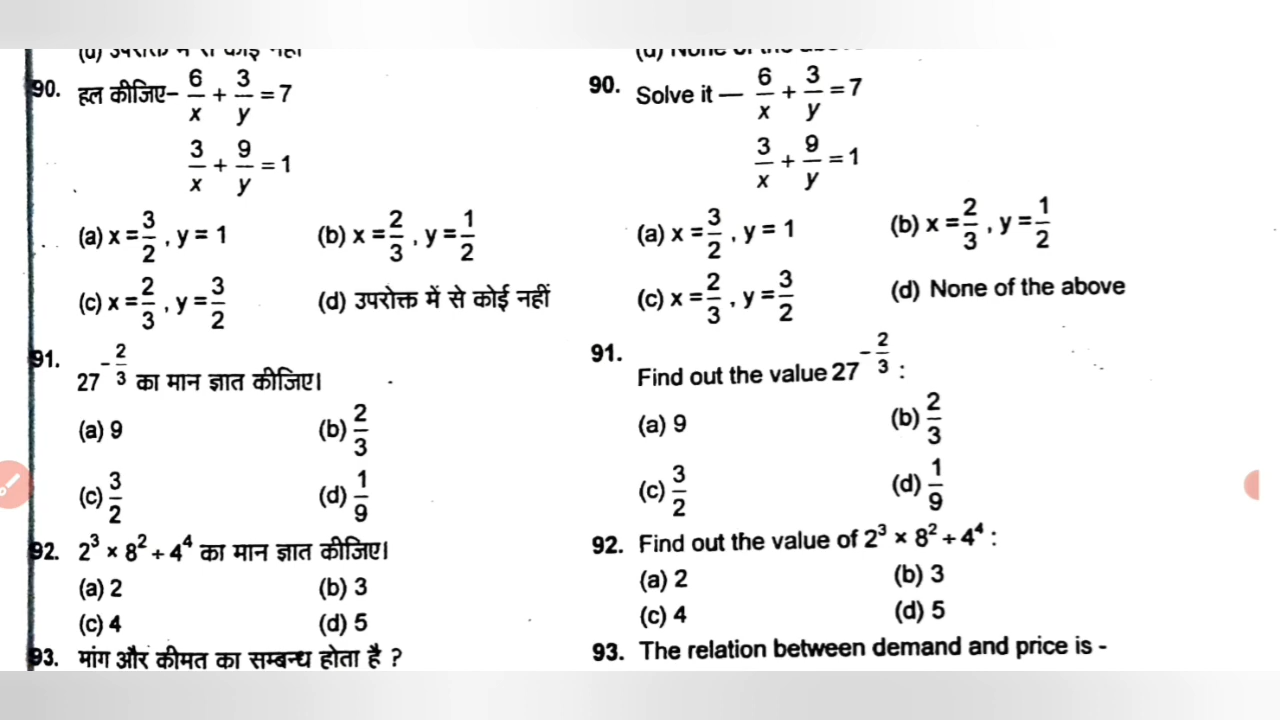 (d) उपरोक्त में से कोई नहीं
90. हल कीजिए– 6/x + 3/y = 7
3/x + 9/y = 1
(a) x = 3/2 , y = 1 (b) x = 2/3 , y = 1/2
(c) x = 2/3 , y = 3/2 (d) उपरोक्त में से कोई नहीं
91. 27^(-2/3) का मान ज्ञात कीजिए।
(a) 9 (b) 2/3
(c) 3/2 (d) 1/9
92. 2³ × 8² ÷ 4⁴ का मान ज्ञात कीजिए।
(a) 2 (b) 3
(c) 4 (d) 5
93. मांग और कीमत का सम्बन्ध होता है ?
(d) None of the above
90. Solve it — 6/x + 3/y = 7
3/x + 9/y = 1
(a) x = 3/2 , y = 1 (b) x = 2/3 , y = 1/2
(c) x = 2/3 , y = 3/2 (d) None of the above
91. Find out the value 27^(-2/3) :
(a) 9 (b) 2/3
(c) 3/2 (d) 1/9
92. Find out the value of 2³ × 8² ÷ 4⁴ :
(a) 2 (b) 3
(c) 4 (d) 5
93. The relation between demand and price is -